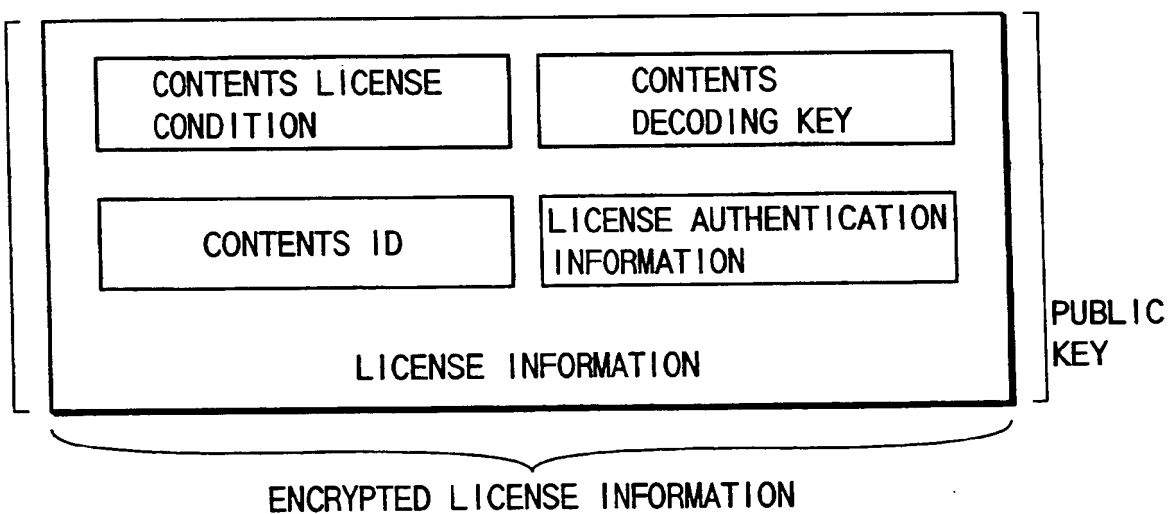 CONTENTS LICENSE
CONDITION
CONTENTS
DECODING KEY
CONTENTS ID
LICENSE AUTHENTICATION
INFORMATION
LICENSE INFORMATION
PUBLIC
KEY
ENCRYPTED LICENSE INFORMATION